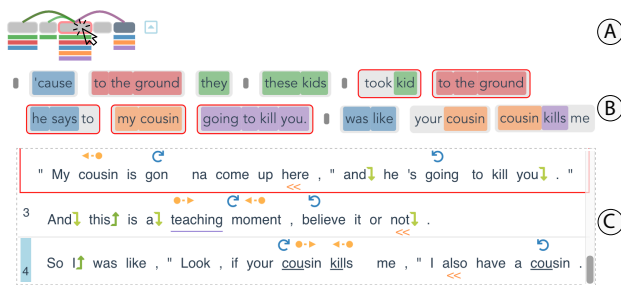 A
'cause to the ground they these kids took kid to the ground
B
he says to my cousin going to kill you. was like your cousin cousin kills me
" My cousin is gon na come up here , " and he 's going to kill you . "
<<
3 And this is a teaching moment , believe it or not .
<<
C
4 So I was like , " Look , if your cousin kills me , " I also have a cousin .
<<